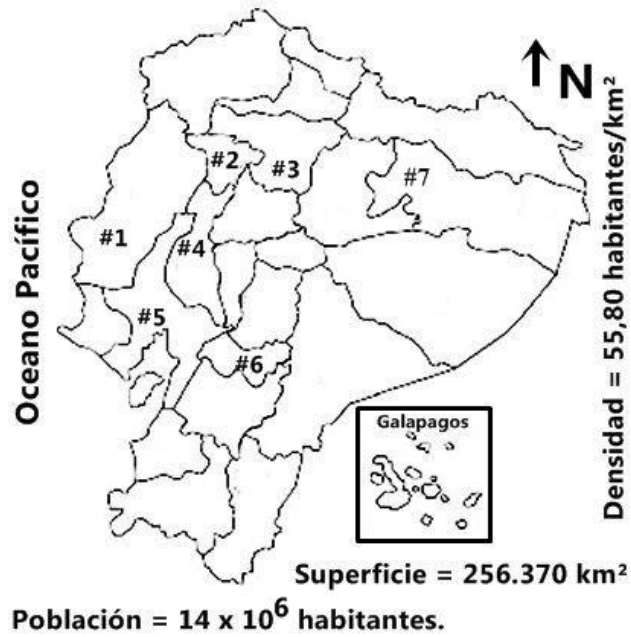 N
#2
#3
#7
#1
#4
#5
#6
Oceano Pacífico
Densidad = 55,80 habitantes/km²
Galapagos
Superficie = 256.370 km²
Población = 14 x 10⁶ habitantes.